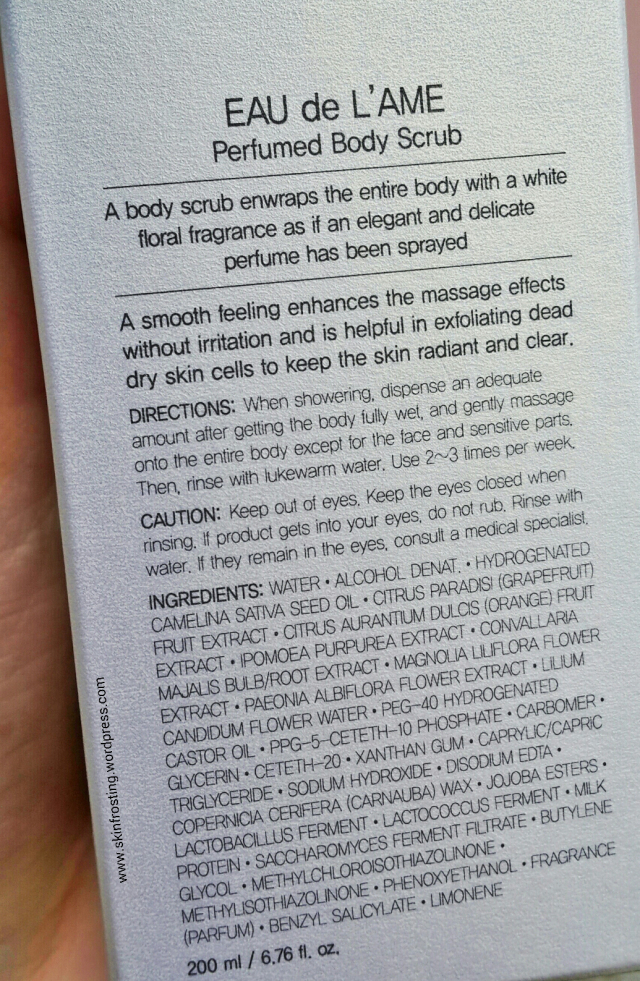 EAU de L'AME
Perfumed Body Scrub
A body scrub enwraps the entire body with a white
floral fragrance as if an elegant and delicate
perfume has been sprayed
A smooth feeling enhances the massage effects
without irritation and is helpful in exfoliating dead
dry skin cells to keep the skin radiant and clear.
DIRECTIONS: When showering, dispense an adequate
amount after getting the body fully wet, and gently massage
onto the entire body except for the face and sensitive parts.
Then, rinse with lukewarm water. Use 2~3 times per week.
CAUTION: Keep out of eyes. Keep the eyes closed when
rinsing. If product gets into your eyes, do not rub. Rinse with
water. If they remain in the eyes, consult a medical specialist.
INGREDIENTS: WATER • ALCOHOL DENAT. • HYDROGENATED
CAMELINA SATIVA SEED OIL • CITRUS PARADISI (GRAPEFRUIT)
FRUIT EXTRACT • CITRUS AURANTIUM DULCIS (ORANGE) FRUIT
EXTRACT • IPOMOEA PURPUREA EXTRACT • CONVALLARIA
MAJALIS BULB/ROOT EXTRACT • MAGNOLIA LILIFLORA FLOWER
EXTRACT • PAEONIA ALBIFLORA FLOWER EXTRACT • LILIUM
CANDIDUM FLOWER WATER • PEG-40 HYDROGENATED
CASTOR OIL • PPG-5-CETETH-10 PHOSPHATE • CARBOMER •
GLYCERIN • CETETH-20 • XANTHAN GUM • CAPRYLIC/CAPRIC
TRIGLYCERIDE • SODIUM HYDROXIDE • DISODIUM EDTA •
COPERNICIA CERIFERA (CARNAUBA) WAX • JOJOBA ESTERS •
LACTOBACILLUS FERMENT • LACTOCOCCUS FERMENT • MILK
PROTEIN • SACCHAROMYCES FERMENT FILTRATE • BUTYLENE
GLYCOL • METHYLCHLOROISOTHIAZOLINONE •
METHYLISOTHIAZOLINONE • PHENOXYETHANOL • FRAGRANCE
(PARFUM) • BENZYL SALICYLATE • LIMONENE
200 ml / 6.76 fl. oz.
www.skinfrosting.wordpress.com